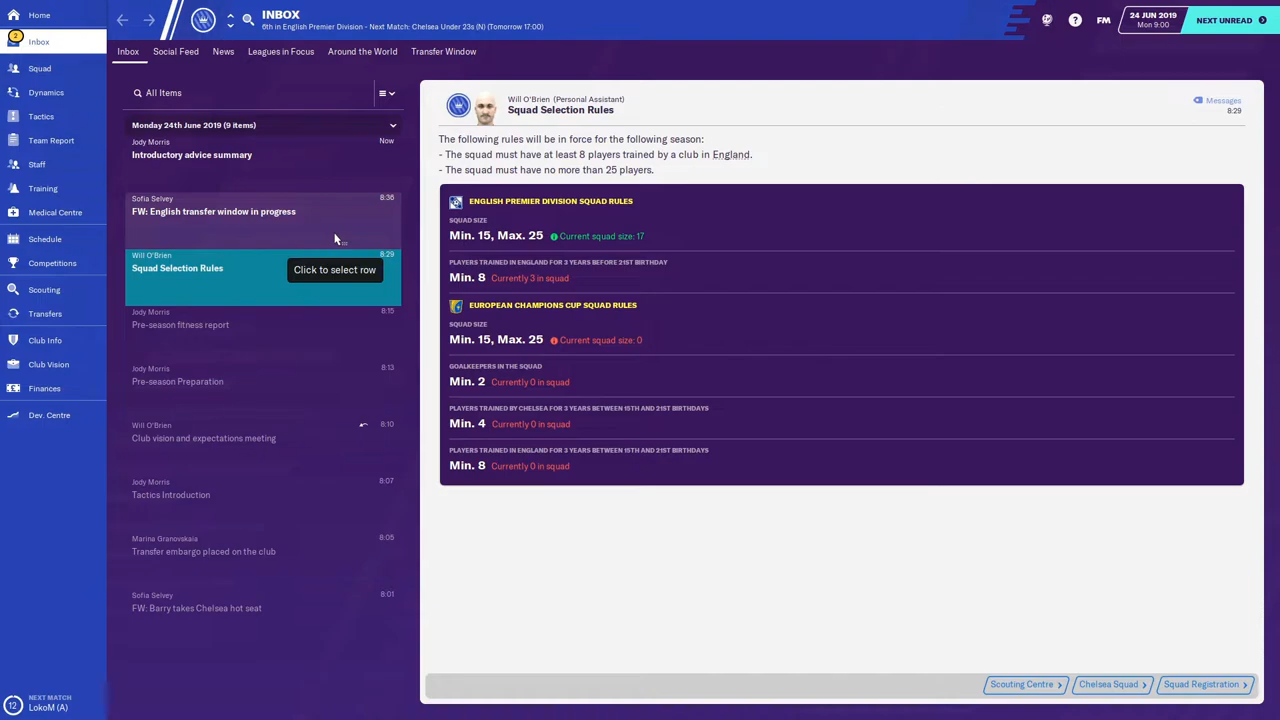 Home
2
Inbox
Squad
Dynamics
Tactics
Team Report
Staff
Training
Medical Centre
Schedule
Competitions
Scouting
Transfers
Club Info
Club Vision
Finances
Dev. Centre
12
NEXT MATCH
LokoM (A)
INBOX
6th in English Premier Division - Next Match: Chelsea Under 23s (N) (Tomorrow 17:00)
?
FM
24 JUN 2019
Mon 9:00
NEXT UNREAD
Inbox Social Feed News Leagues in Focus Around the World Transfer Window
All Items
Monday 24th June 2019 (9 items)
Jody Morris Now
Introductory advice summary
Sofia Selvey 8:36
FW: English transfer window in progress
Will O'Brien 8:29
Squad Selection Rules
Click to select row
Jody Morris 8:15
Pre-season fitness report
Jody Morris 8:13
Pre-season Preparation
Will O'Brien 8:10
Club vision and expectations meeting
Jody Morris 8:07
Tactics Introduction
Marina Granovskaia 8:05
Transfer embargo placed on the club
Sofia Selvey 8:01
FW: Barry takes Chelsea hot seat
Will O'Brien (Personal Assistant)
Squad Selection Rules
Messages
8:29
The following rules will be in force for the following season:
- The squad must have at least 8 players trained by a club in England.
- The squad must have no more than 25 players.
ENGLISH PREMIER DIVISION SQUAD RULES
SQUAD SIZE
Min. 15, Max. 25 Current squad size: 17
PLAYERS TRAINED IN ENGLAND FOR 3 YEARS BEFORE 21ST BIRTHDAY
Min. 8 Currently 3 in squad
EUROPEAN CHAMPIONS CUP SQUAD RULES
SQUAD SIZE
Min. 15, Max. 25 Current squad size: 0
GOALKEEPERS IN THE SQUAD
Min. 2 Currently 0 in squad
PLAYERS TRAINED BY CHELSEA FOR 3 YEARS BETWEEN 15TH AND 21ST BIRTHDAYS
Min. 4 Currently 0 in squad
PLAYERS TRAINED IN ENGLAND FOR 3 YEARS BETWEEN 15TH AND 21ST BIRTHDAYS
Min. 8 Currently 0 in squad
Scouting Centre Chelsea Squad Squad Registration